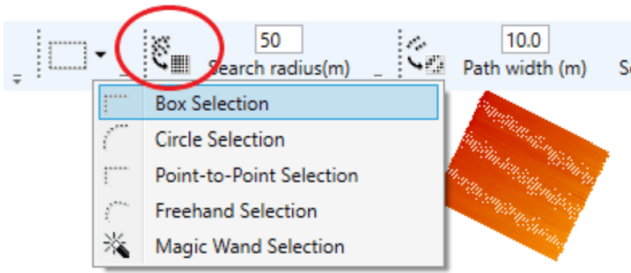 50
Search radius(m)
10.0
Path width (m)
Box Selection
Circle Selection
Point-to-Point Selection
Freehand Selection
Magic Wand Selection